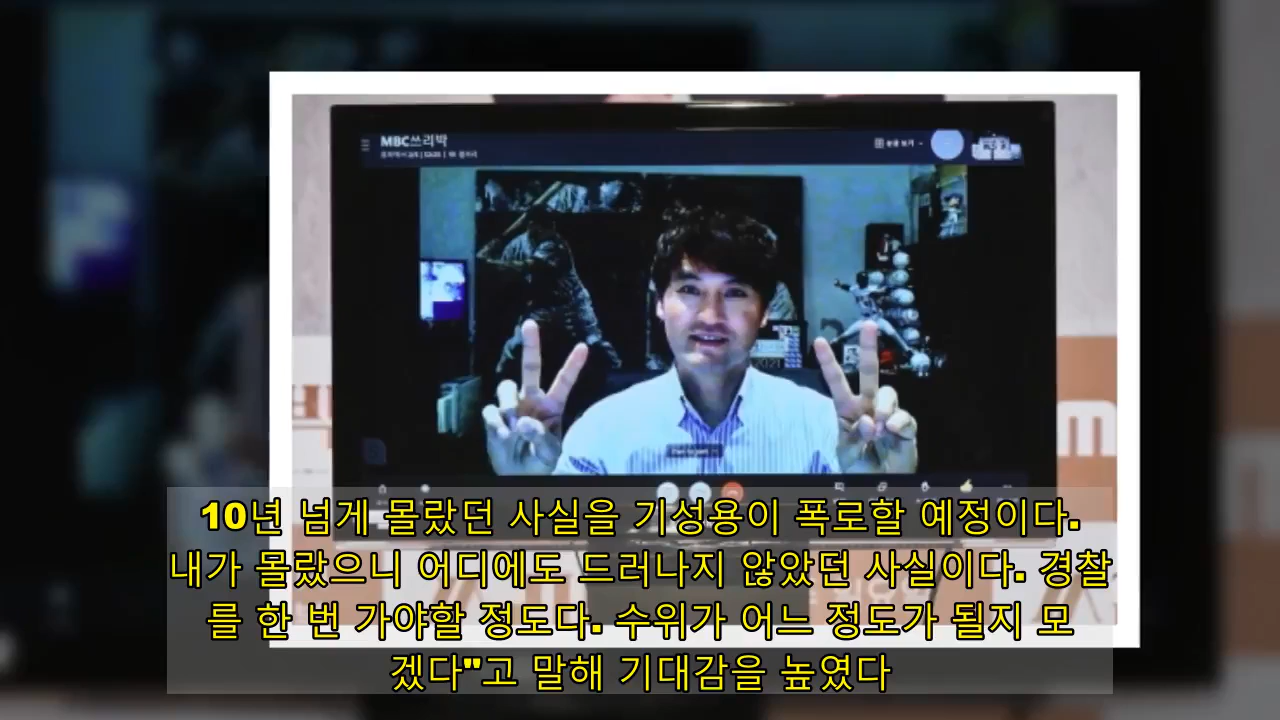 MBC쓰리박
2021
10년 넘게 몰랐던 사실을 기성용이 폭로할 예정이다.
내가 몰랐으니 어디에도 드러나지 않았던 사실이다. 경찰
를 한 번 가야할 정도다. 수위가 어느 정도가 될지 모
겠다"고 말해 기대감을 높였다